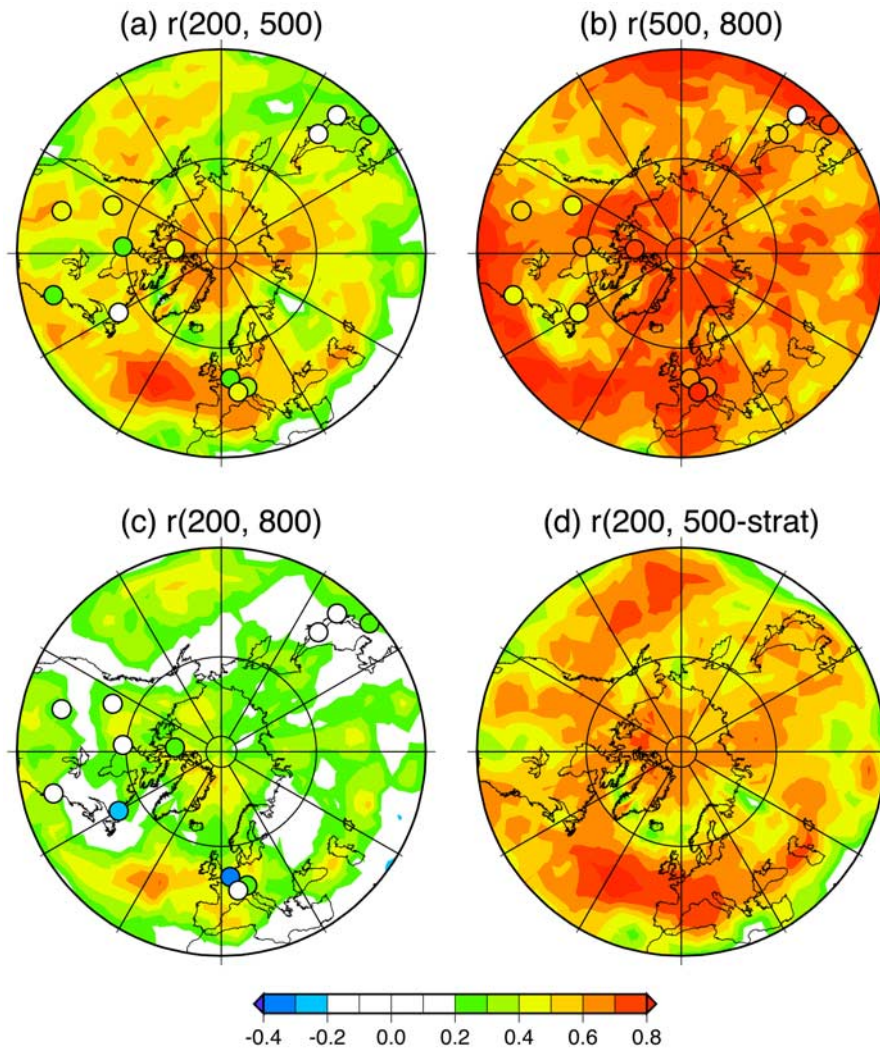 (a) r(200, 500)
(b) r(500, 800)
(c) r(200, 800)
(d) r(200, 500-strat)
-0.4 -0.2 0.0 0.2 0.4 0.6 0.8